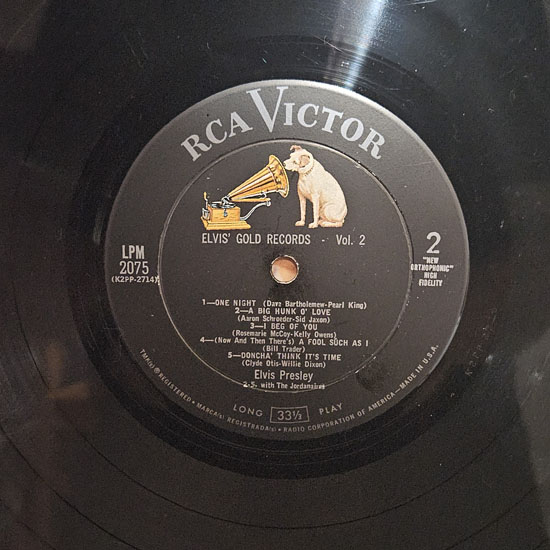 RCA VICTOR
ELVIS' GOLD RECORDS - Vol. 2
LPM
2075
(K2PP-2714)
2
"NEW
ORTHOPHONIC"
HIGH
FIDELITY
1—ONE NIGHT (Dave Bartholomew-Pearl King)
2—A BIG HUNK O' LOVE
(Aaron Schroeder-Sid Jaxon)
3—I BEG OF YOU
(Rosemarie McCoy-Kelly Owens)
4—(Now And Then There's) A FOOL SUCH AS I
(Bill Trader)
5—DONCHA' THINK IT'S TIME
(Clyde Otis-Willie Dixon)
Elvis Presley
2-5. with The Jordanaires
LONG 33⅓ PLAY
TMK(s) ® REGISTERED • MARCA(s) REGISTRADA(s) • RADIO CORPORATION OF AMERICA—MADE IN U.S.A.